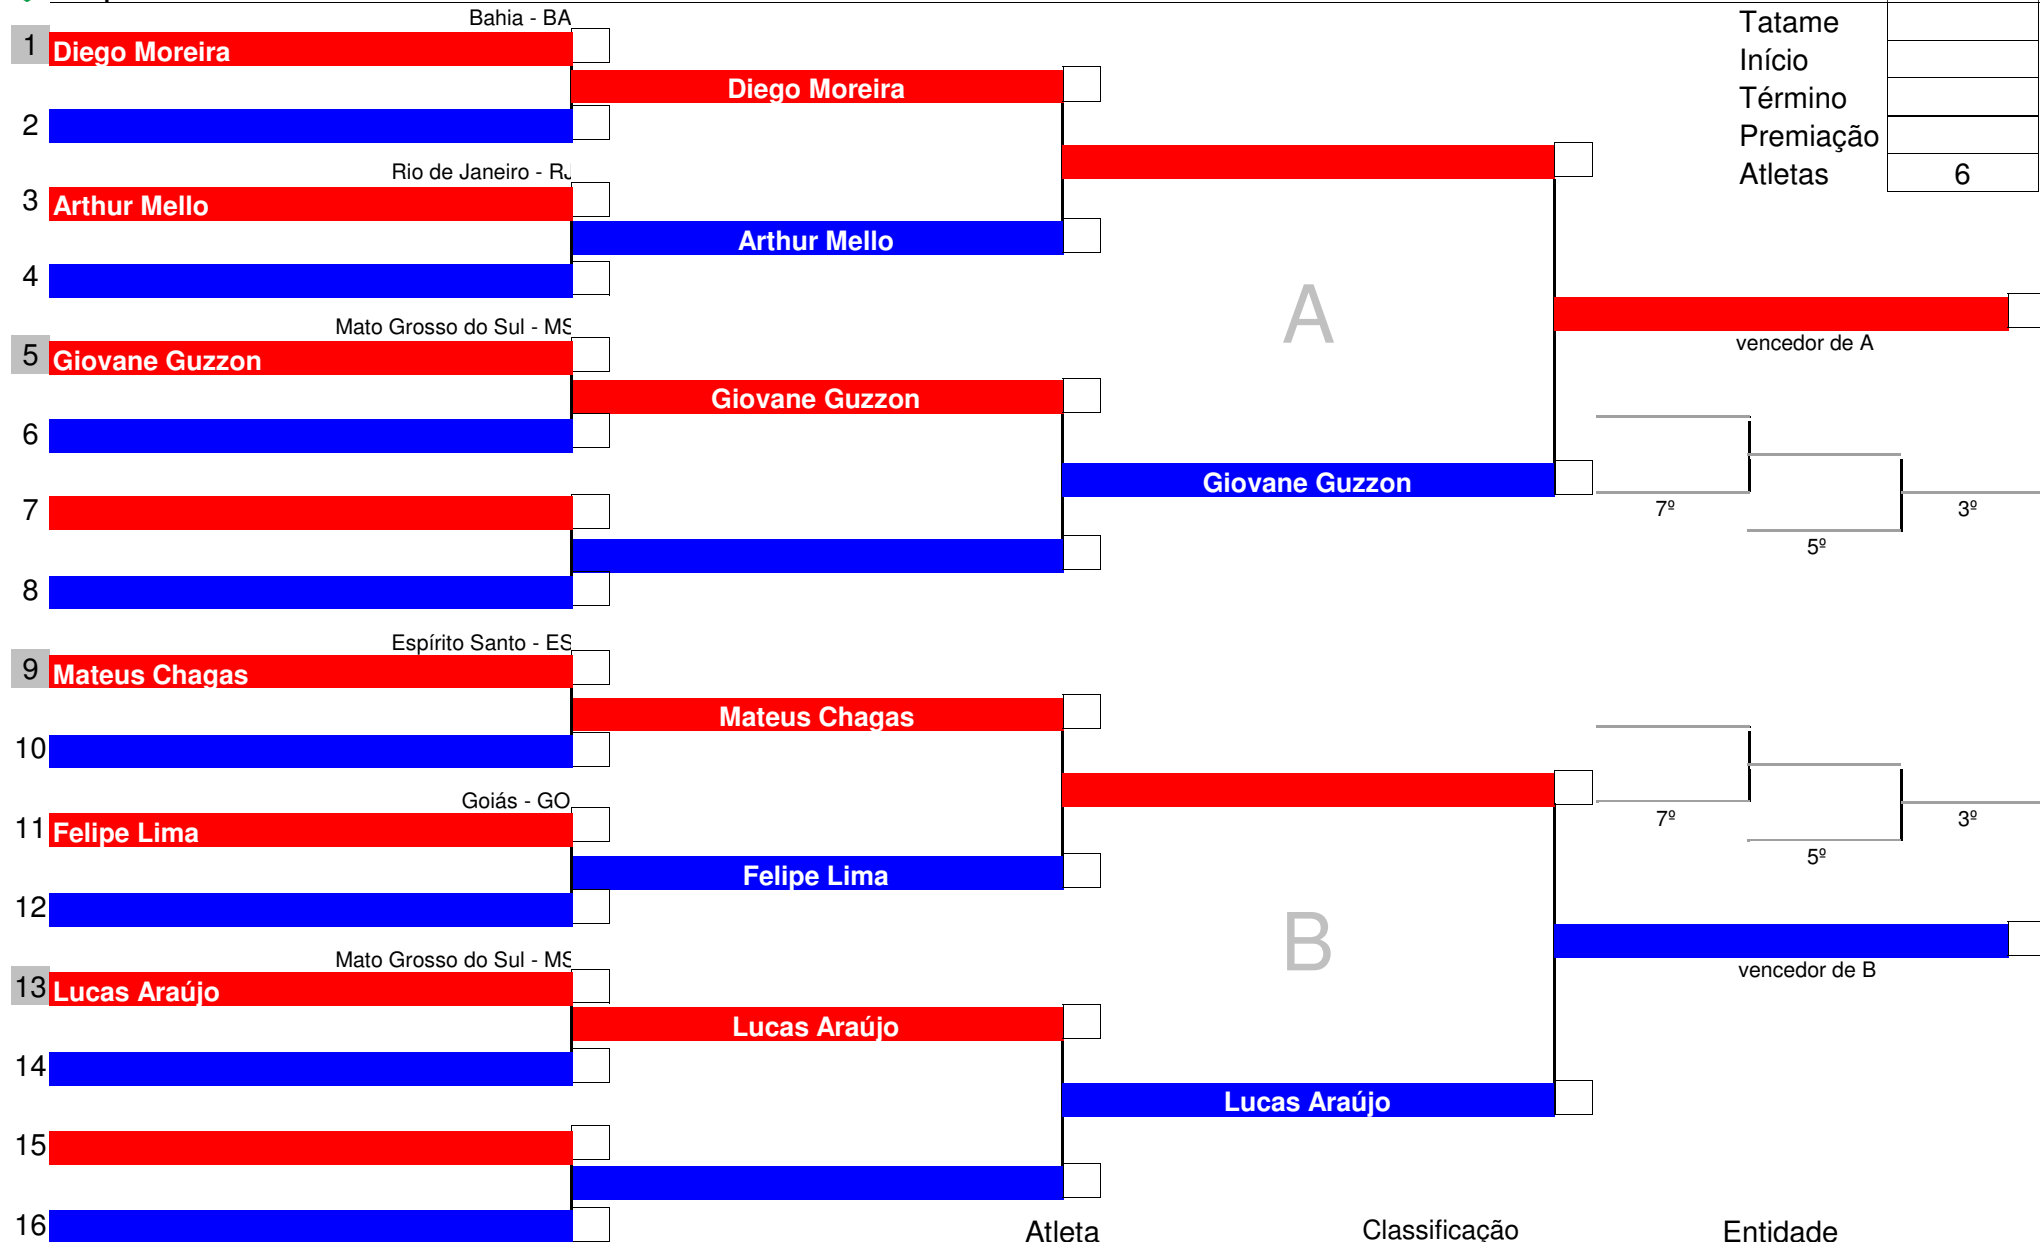 Bahia - BA
Tatame
1 Diego Moreira
Início
Diego Moreira
Término
2
Premiação
Rio de Janeiro - RJ
Atletas 6
3 Arthur Mello
Arthur Mello
4
A
Mato Grosso do Sul - MS
vencedor de A
5 Giovane Guzzon
Giovane Guzzon
6
Giovane Guzzon
7
7º 3º
5º
8
Espírito Santo - ES
9 Mateus Chagas
Mateus Chagas
10
Goiás - GO
7º 3º
11 Felipe Lima
5º
Felipe Lima
12
B
Mato Grosso do Sul - MS
vencedor de B
13 Lucas Araújo
Lucas Araújo
14
Lucas Araújo
15
16
Atleta Classificação Entidade